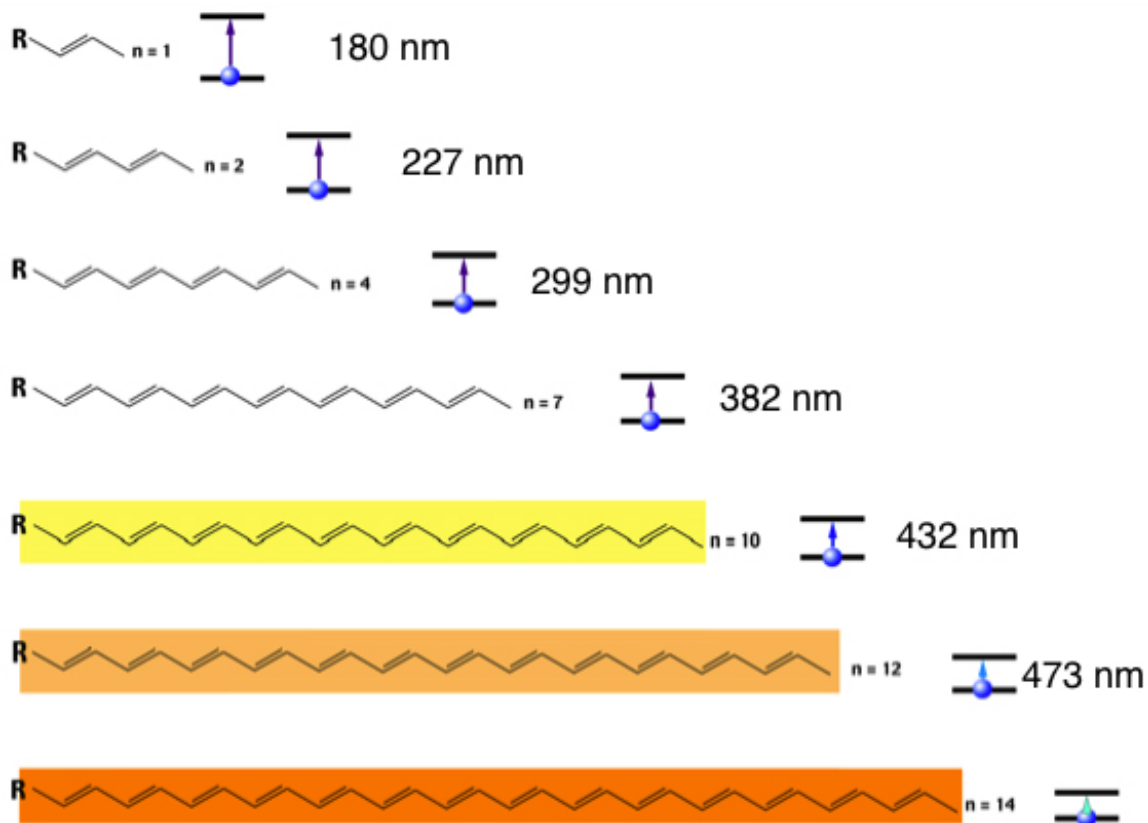 R n = 1 180 nm
R n = 2 227 nm
R n = 4 299 nm
R n = 7 382 nm
R n = 10 432 nm
R n = 12 473 nm
R n = 14